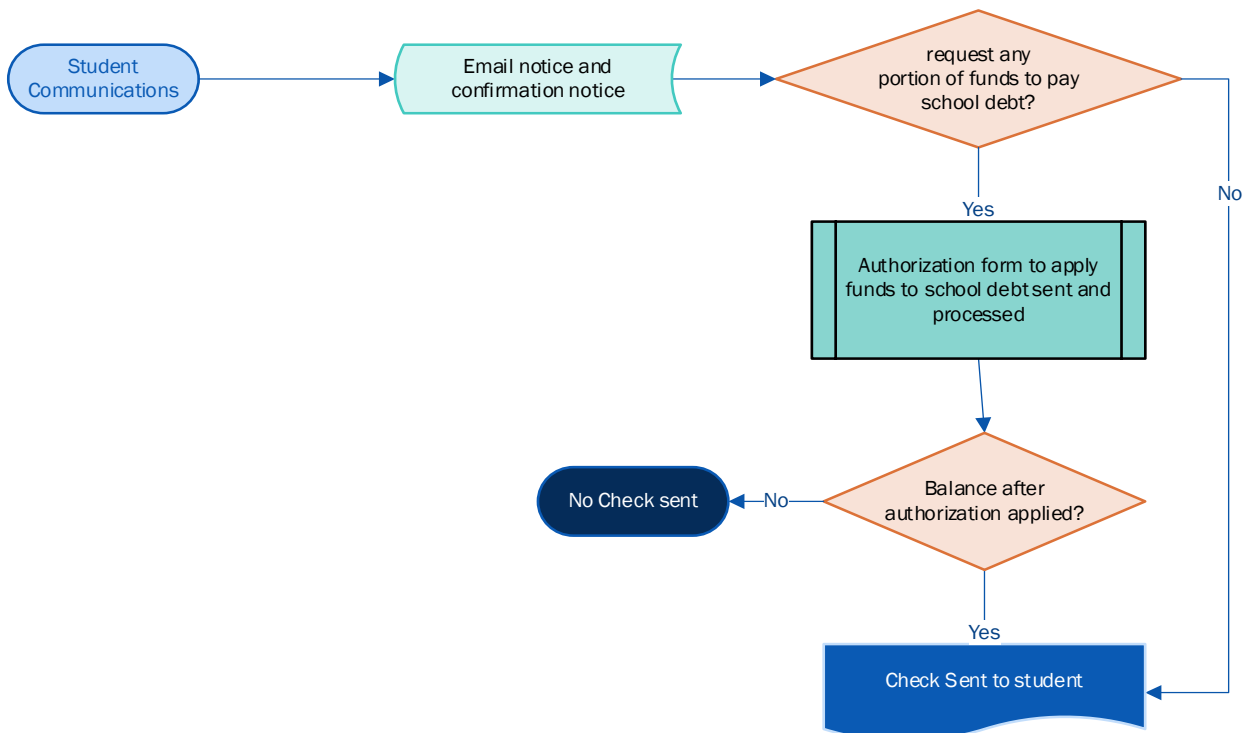 Student
Communications
Email notice and
confirmation notice
request any
portion of funds to pay
school debt?
No
Yes
Authorization form to apply
funds to school debt sent and
processed
Balance after
authorization applied?
No
No Check sent
Yes
Check Sent to student